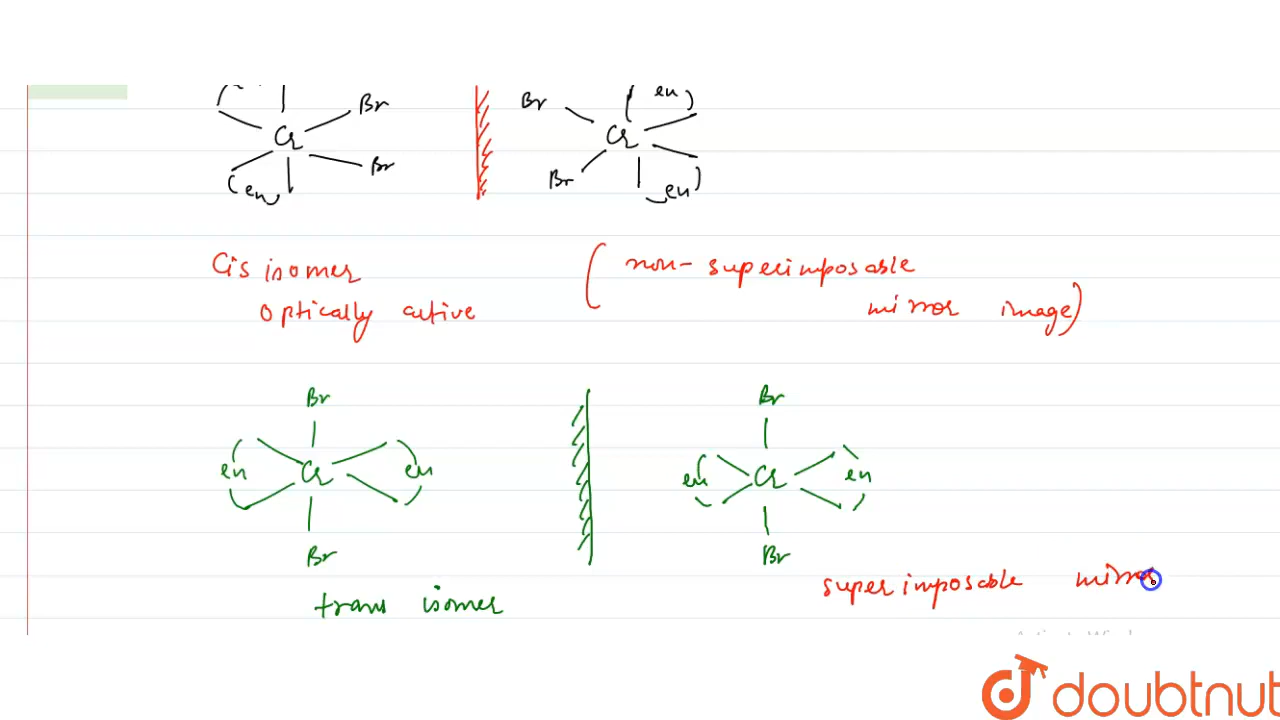 en
Br
Br
Cr
Cr
Br
Br
en
en
Cis isomer
(non-superimposable
optically active
mirror image)
Br
Br
en
Cr
en
en
Cr
en
Br
Br
superimposable mirror
trans isomer
doubtnut